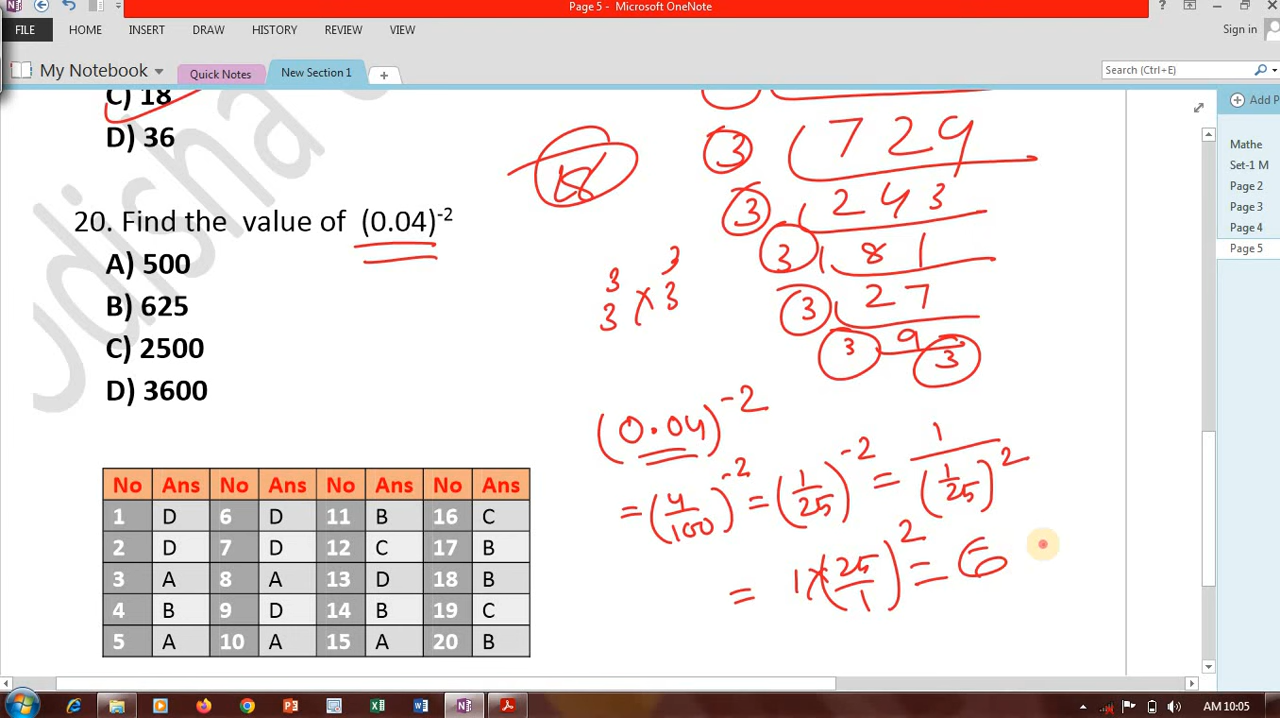 Page 5 - Microsoft OneNote
FILE HOME INSERT DRAW HISTORY REVIEW VIEW
Sign in
My Notebook Quick Notes New Section 1
Search (Ctrl+E)
Add P
Mathe
Set-1 M
Page 2
Page 3
Page 4
Page 5
C) 18
D) 36
20. Find the value of (0.04)⁻²
A) 500
B) 625
C) 2500
D) 3600
No Ans No Ans No Ans No Ans
1 D 6 D 11 B 16 C
2 D 7 D 12 C 17 B
3 A 8 A 13 D 18 B
4 B 9 D 14 B 19 C
5 A 10 A 15 A 20 B
18
3 729
3 243
3 81
3 27
3 9 3
3³ × 3³
(0.04)⁻²
= (4/100)⁻² = (1/25)⁻² = 1/(1/25)²
= 1×(25/1)² = 6
AM 10:05